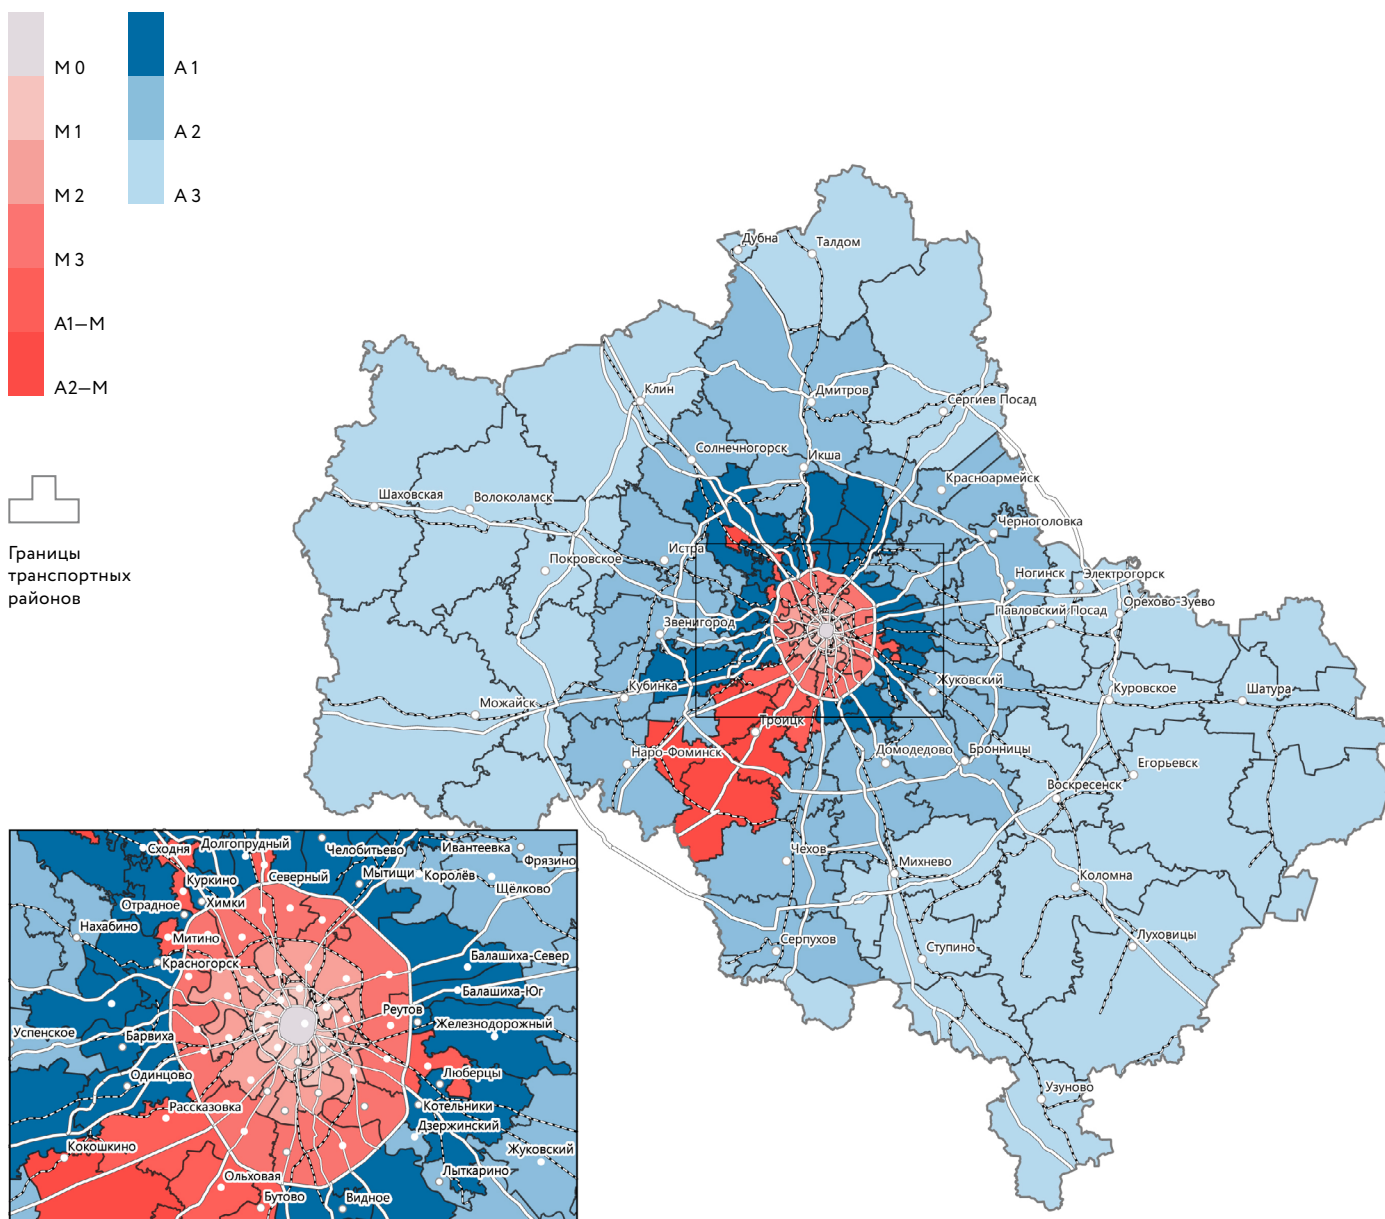 М 0
М 1
М 2
М 3
А1—М
А2—М
А 1
А 2
А 3
Границы
транспортных
районов
Дубна
Талдом
Клин
Дмитров
Сергиев Посад
Солнечногорск
Икша
Красноармейск
Шаховская
Волоколамск
Черноголовка
Истра
Покровское
Ногинск
Электрогорск
Орехово-Зуево
Павловский Посад
Звенигород
Кубинка
Жуковский
Куровское
Шатура
Можайск
Троицк
Наро-Фоминск
Домодедово
Бронницы
Егорьевск
Воскресенск
Чехов
Михнево
Коломна
Серпухов
Ступино
Луховицы
Узуново
Сходня
Долгопрудный
Челобитьево
Ивантеевка
Фрязино
Куркино
Северный
Мытищи
Королёв
Щёлково
Отрадное
Химки
Нахабино
Митино
Красногорск
Балашиха-Север
Балашиха-Юг
Реутов
Железнодорожный
Успенское
Барвиха
Одинцово
Люберцы
Рассказовка
Котельники
Дзержинский
Кокошкино
Жуковский
Лыткарино
Ольховая
Бутово
Видное